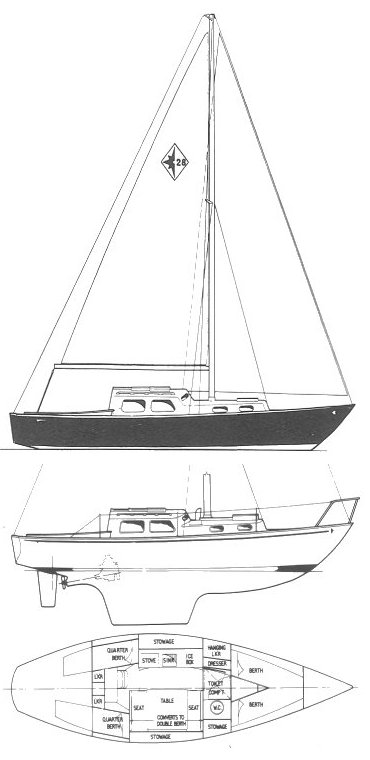 28
STOWAGE
HANGING
LKR
QUARTER
BERTH
STOVE
SINK
ICE
BOX
DRESSER
BERTH
LKR
TOILET
COMP'T.
TABLE
LKR
SEAT
SEAT
W.C.
BERTH
QUARTER
BERTH
CONVERTS TO
DOUBLE BERTH
STOWAGE
STOWAGE